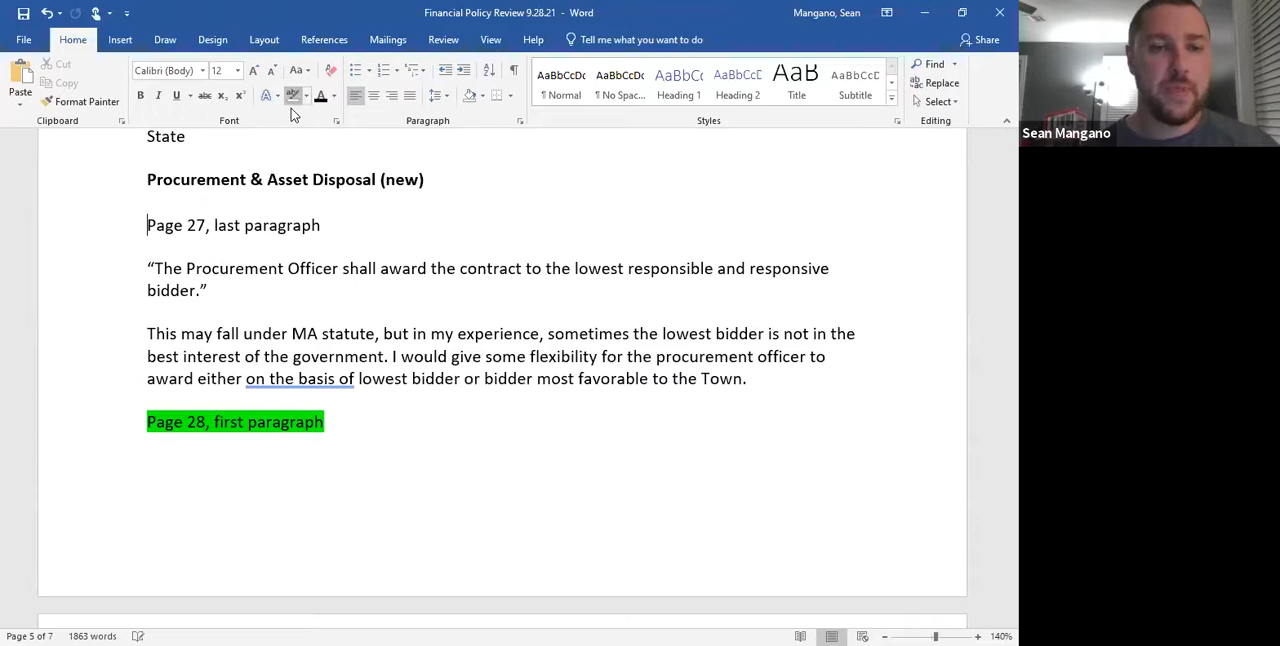 Financial Policy Review 9.28.21 - Word
Mangano, Sean
File Home Insert Draw Design Layout References Mailings Review View Help Tell me what you want to do Share
Paste
Cut
Copy
Format Painter
Clipboard
Calibri (Body) 12
Font
Paragraph
AaBbCcDc AaBbCcDc AaBbC AaBbCcD AaB AaBbCcD
¶ Normal ¶ No Spac... Heading 1 Heading 2 Title Subtitle
Styles
Find
Replace
Select
Editing
State
Procurement & Asset Disposal (new)
Page 27, last paragraph
“The Procurement Officer shall award the contract to the lowest responsible and responsive
bidder.”
This may fall under MA statute, but in my experience, sometimes the lowest bidder is not in the
best interest of the government. I would give some flexibility for the procurement officer to
award either on the basis of lowest bidder or bidder most favorable to the Town.
Page 28, first paragraph
Page 5 of 7 1863 words
140%
Sean Mangano